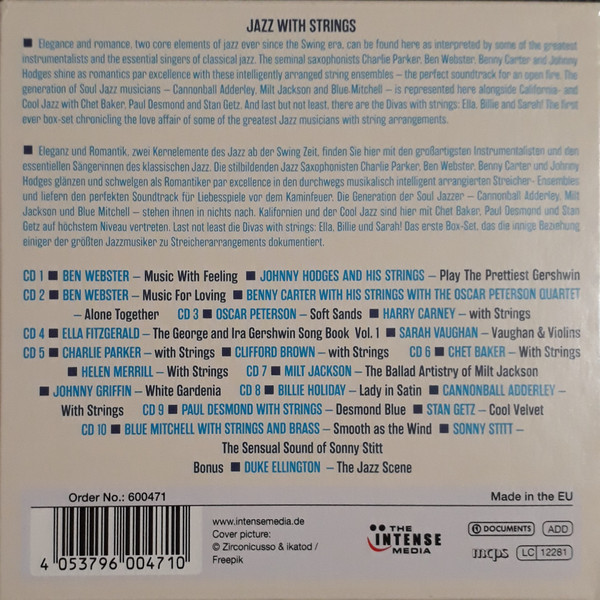 JAZZ WITH STRINGS
■ Elegance and romance, two core elements of jazz ever since the Swing era, can be found here as interpreted by some of the greatest
instrumentalists and the essential singers of classical jazz. The seminal saxophonists Charlie Parker, Ben Webster, Benny Carter and Johnny
Hodges shine as romantics par excellence with these intelligently arranged string ensembles – the perfect soundtrack for an open fire. The
generation of Soul Jazz musicians – Cannonball Adderley, Milt Jackson and Blue Mitchell – is represented here alongside California- and
Cool Jazz with Chet Baker, Paul Desmond and Stan Getz. And last but not least, there are the Divas with strings: Ella, Billie and Sarah! The first
ever box-set chronicling the love affair of some of the greatest Jazz musicians with string arrangements.
■ Eleganz und Romantik, zwei Kernelemente des Jazz ab der Swing Zeit, finden Sie hier mit den großartigsten Instrumentalisten und den
essentiellen Sängerinnen des klassischen Jazz. Die stilbildenden Jazz Saxophonisten Charlie Parker, Ben Webster, Benny Carter und Johnny
Hodges glänzen und schwelgen als Romantiker par excellence in den durchwegs musikalisch intelligent arrangierten Streicher- Ensembles
und liefern den perfekten Soundtrack für Liebesspiele vor dem Kaminfeuer. Die Generation der Soul Jazzer – Cannonball Adderley, Milt
Jackson und Blue Mitchell – stehen ihnen in nichts nach. Kalifornien und der Cool Jazz sind hier mit Chet Baker, Paul Desmond und Stan
Getz auf höchstem Niveau vertreten. Last not least die Divas with strings: Ella, Billie und Sarah! Das erste Box-Set, das die innige Beziehung
einiger der größten Jazzmusiker zu Streicherarrangements dokumentiert.
CD 1 ■ BEN WEBSTER – Music With Feeling ■ JOHNNY HODGES AND HIS STRINGS – Play The Prettiest Gershwin
CD 2 ■ BEN WEBSTER – Music For Loving ■ BENNY CARTER WITH HIS STRINGS WITH THE OSCAR PETERSON QUARTET
– Alone Together CD 3 ■ OSCAR PETERSON – Soft Sands ■ HARRY CARNEY – with Strings
CD 4 ■ ELLA FITZGERALD – The George and Ira Gershwin Song Book Vol. 1 ■ SARAH VAUGHAN – Vaughan & Violins
CD 5 ■ CHARLIE PARKER – with Strings ■ CLIFFORD BROWN – with Strings CD 6 ■ CHET BAKER – With Strings
■ HELEN MERRILL – With Strings CD 7 ■ MILT JACKSON – The Ballad Artistry of Milt Jackson
■ JOHNNY GRIFFIN – White Gardenia CD 8 ■ BILLIE HOLIDAY – Lady in Satin ■ CANNONBALL ADDERLEY –
With Strings CD 9 ■ PAUL DESMOND WITH STRINGS – Desmond Blue ■ STAN GETZ – Cool Velvet
CD 10 ■ BLUE MITCHELL WITH STRINGS AND BRASS – Smooth as the Wind ■ SONNY STITT –
The Sensual Sound of Sonny Stitt
Bonus ■ DUKE ELLINGTON – The Jazz Scene
Order No.: 600471
Made in the EU
4 053796 004710
www.intensemedia.de
Cover picture:
© Zirconicusso & ikatod /
Freepik
THE
INTENSE
MEDIA
DOCUMENTS
ADD
mcps
LC 12281